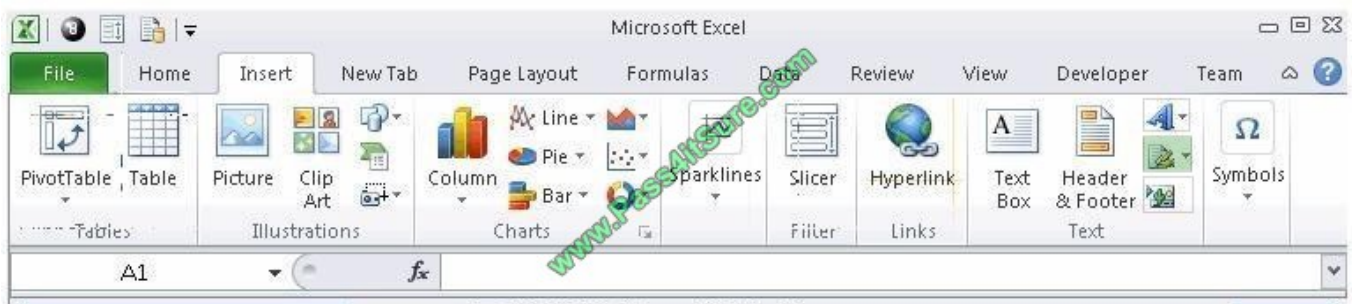 Microsoft Excel
File Home Insert New Tab Page Layout Formulas Data Review View Developer Team
PivotTable Table Picture Clip Art Column Line Pie Bar Sparklines Slicer Hyperlink Text Box Header & Footer Symbols
Tables Illustrations Charts Filter Links Text
A1 fx
www.Pass4itSure.com